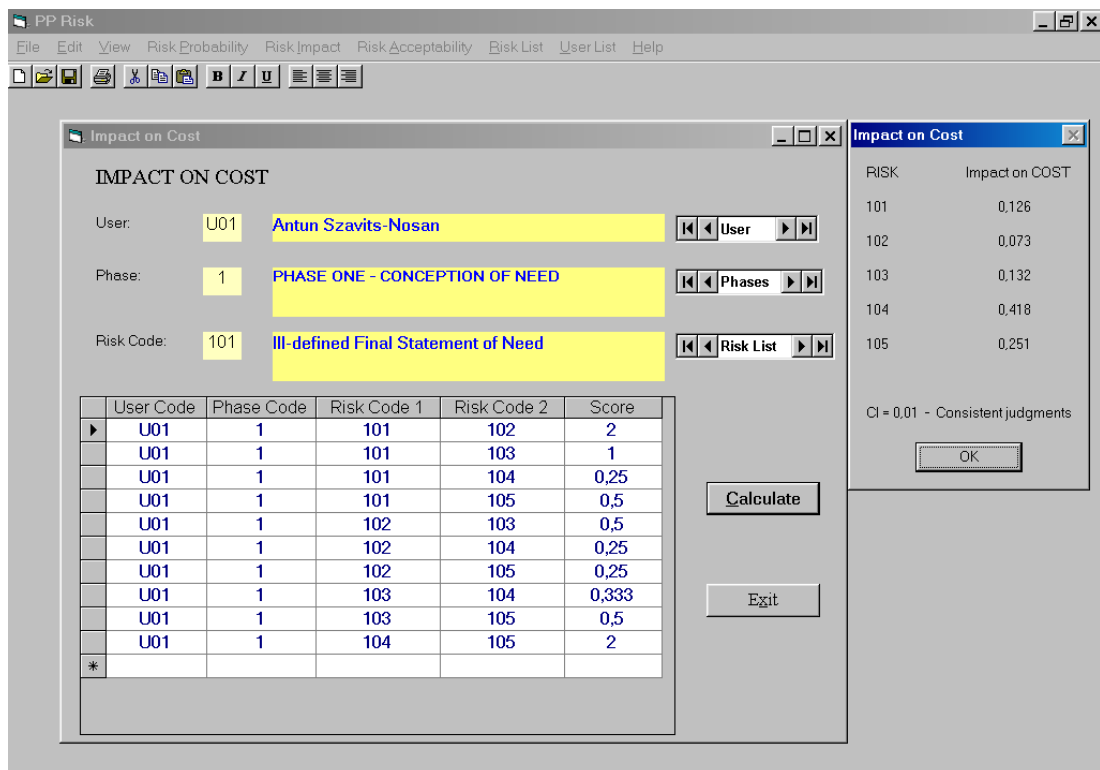 PP Risk
File Edit View Risk Probability Risk Impact Risk Acceptability Risk List User List Help
B I U
Impact on Cost
IMPACT ON COST
User: U01 Antun Szavits-Nosan User
Phase: 1 PHASE ONE - CONCEPTION OF NEED Phases
Risk Code: 101 Ill-defined Final Statement of Need Risk List
User Code Phase Code Risk Code 1 Risk Code 2 Score
U01 1 101 102 2
U01 1 101 103 1
U01 1 101 104 0,25
U01 1 101 105 0,5
U01 1 102 103 0,5
U01 1 102 104 0,25
U01 1 102 105 0,25
U01 1 103 104 0,333
U01 1 103 105 0,5
U01 1 104 105 2
*
Calculate
Exit
Impact on Cost
RISK Impact on COST
101 0,126
102 0,073
103 0,132
104 0,418
105 0,251
CI = 0,01 - Consistent judgments
OK